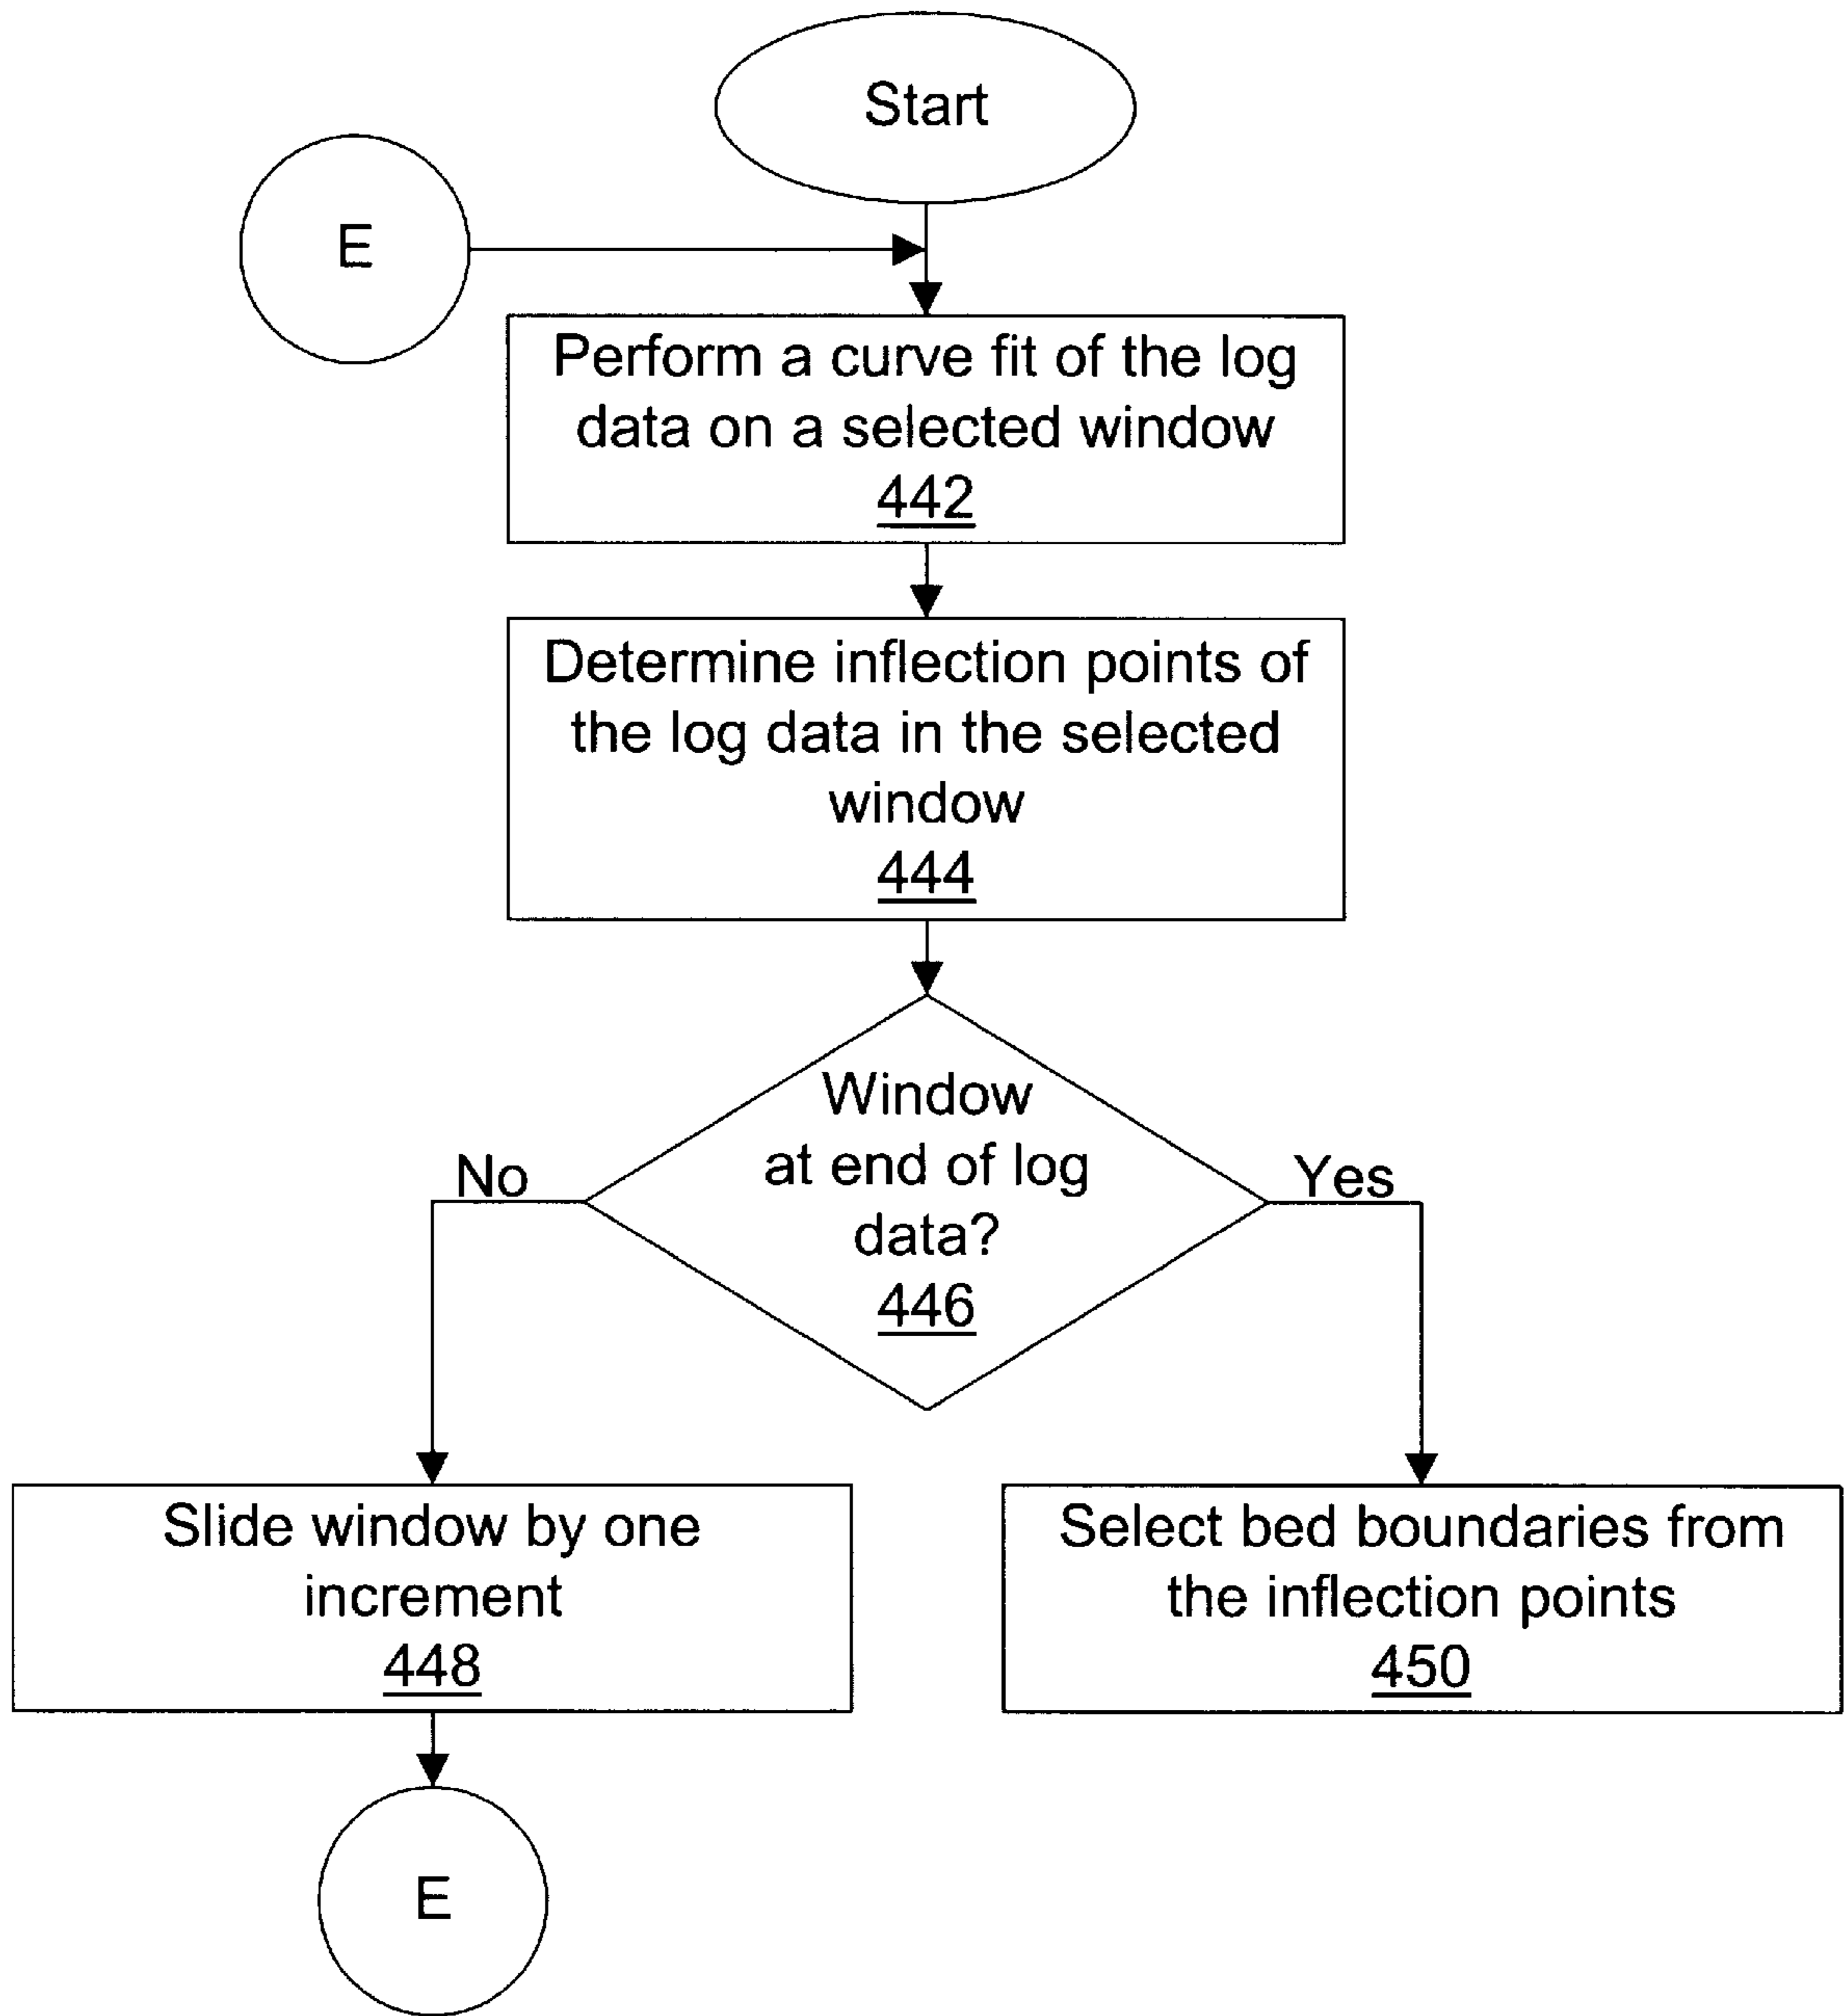 Start
E
Perform a curve fit of the log
data on a selected window
442
Determine inflection points of
the log data in the selected
window
444
Window
at end of log
data?
446
No
Yes
Slide window by one
increment
448
Select bed boundaries from
the inflection points
450
E